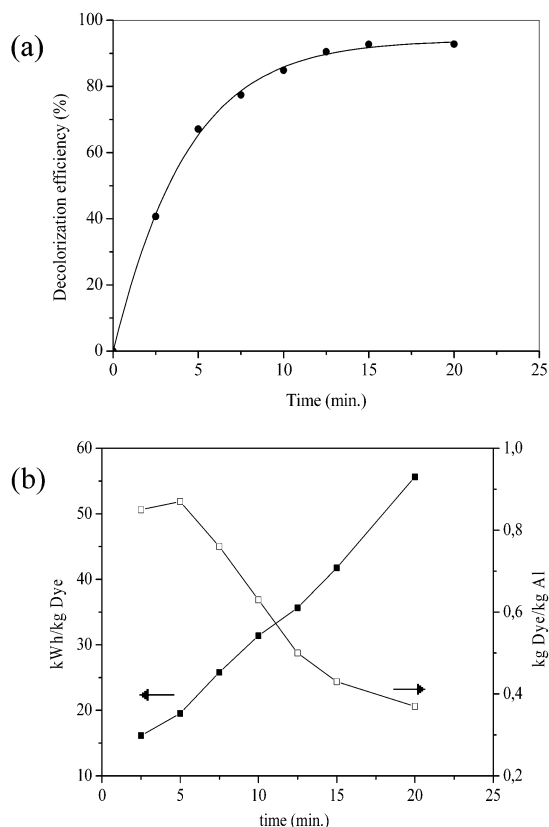 (a)
Decolorization efficiency (%)
100
80
60
40
20
0
0 5 10 15 20 25
Time (min.)
(b)
kWh/kg Dye
60
50
40
30
20
10
1,0
0,8
0,6
0,4
0,2
kg Dye/kg Al
0 5 10 15 20 25
time (min.)